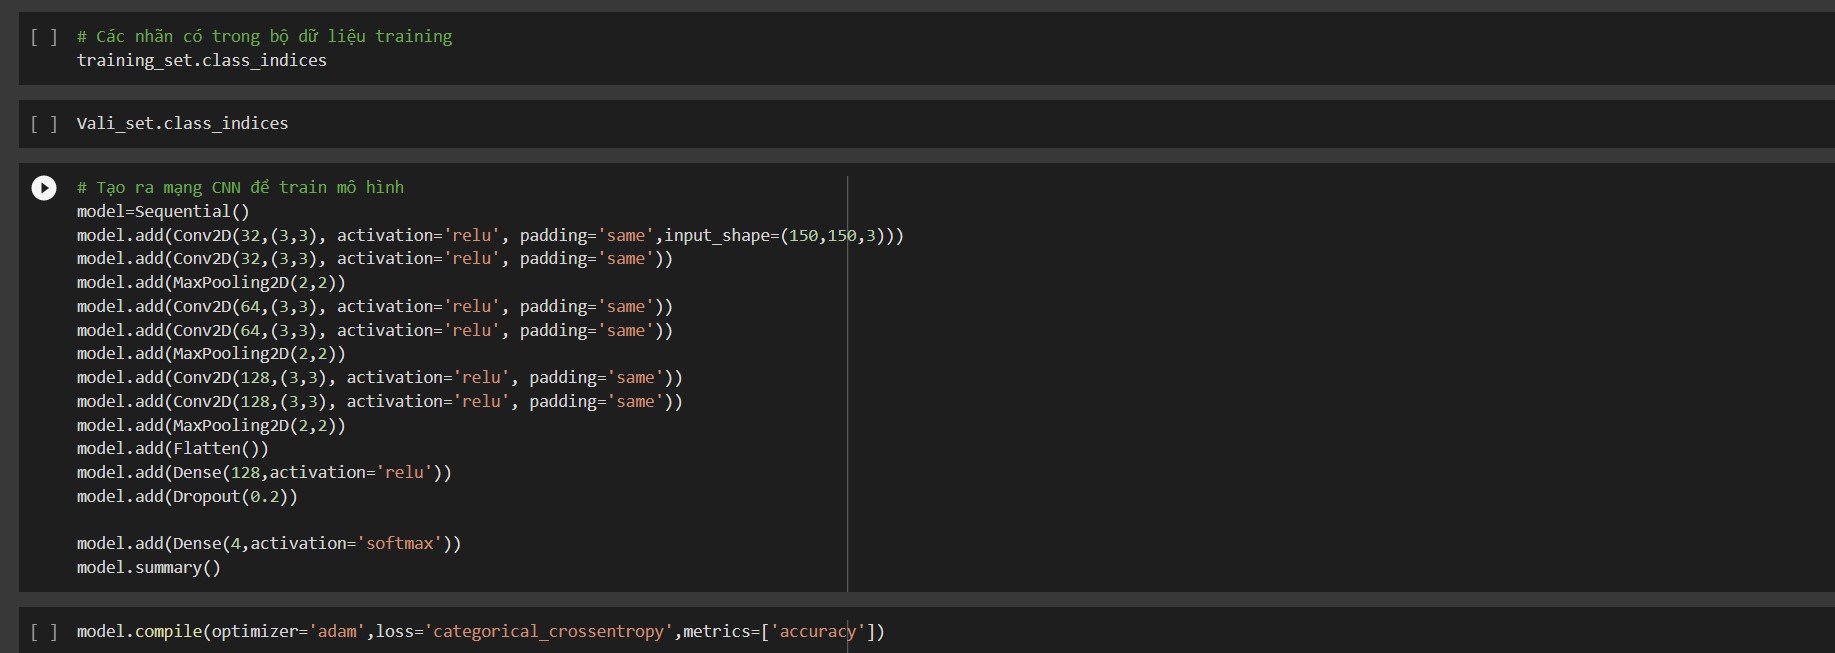 [ ] # Các nhãn có trong bộ dữ liệu training
training_set.class_indices
[ ] Vali_set.class_indices
# Tạo ra mạng CNN để train mô hình
model=Sequential()
model.add(Conv2D(32,(3,3), activation='relu', padding='same',input_shape=(150,150,3)))
model.add(Conv2D(32,(3,3), activation='relu', padding='same'))
model.add(MaxPooling2D(2,2))
model.add(Conv2D(64,(3,3), activation='relu', padding='same'))
model.add(Conv2D(64,(3,3), activation='relu', padding='same'))
model.add(MaxPooling2D(2,2))
model.add(Conv2D(128,(3,3), activation='relu', padding='same'))
model.add(Conv2D(128,(3,3), activation='relu', padding='same'))
model.add(MaxPooling2D(2,2))
model.add(Flatten())
model.add(Dense(128,activation='relu'))
model.add(Dropout(0.2))
model.add(Dense(4,activation='softmax'))
model.summary()
[ ] model.compile(optimizer='adam',loss='categorical_crossentropy',metrics=['accuracy'])